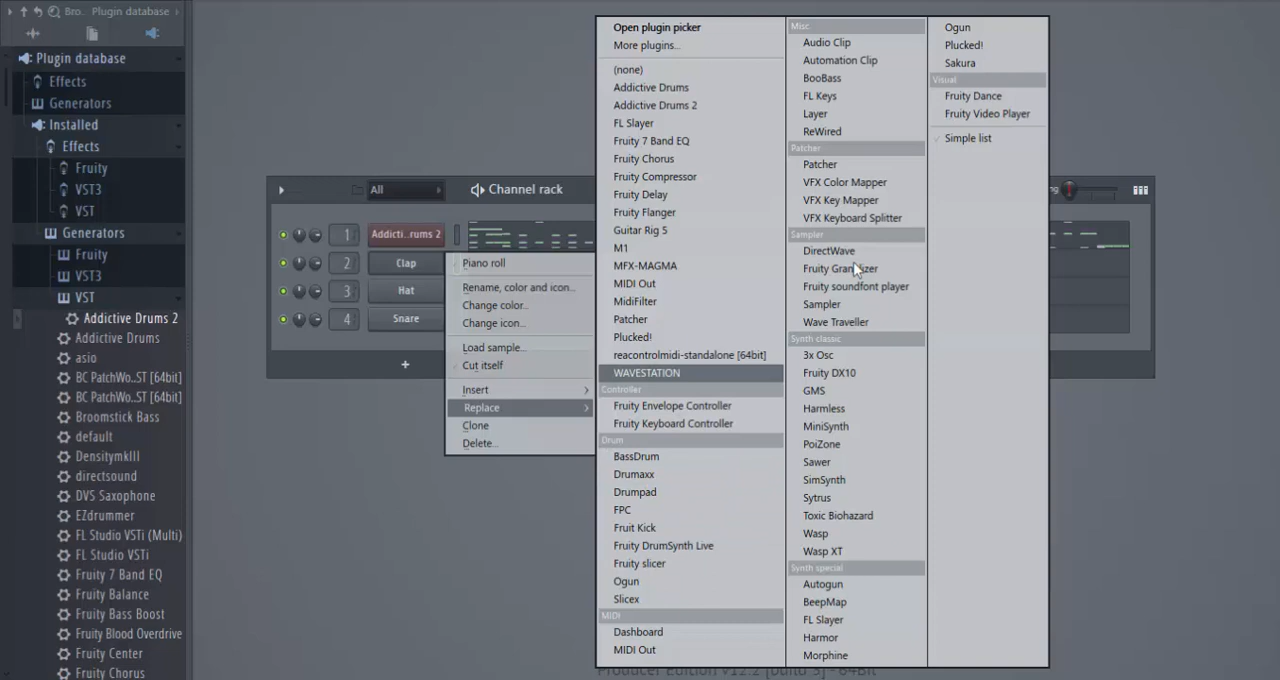 Bro..
Plugin database
Plugin database
Effects
Generators
Installed
Effects
Fruity
VST3
VST
Generators
Fruity
VST3
VST
Addictive Drums 2
Addictive Drums
asio
BC PatchWo..ST [64bit]
BC PatchWo..ST [64bit]
Broomstick Bass
default
DensitymkIII
directsound
DVS Saxophone
EZdrummer
FL Studio VSTi (Multi)
FL Studio VSTi
Fruity 7 Band EQ
Fruity Balance
Fruity Bass Boost
Fruity Blood Overdrive
Fruity Center
Fruity Chorus
All
Channel rack
1
Addicti..rums 2
2
Clap
3
Hat
4
Snare
+
Piano roll
Rename, color and icon...
Change color...
Change icon...
Load sample...
Cut itself
Insert
Replace
Clone
Delete...
Open plugin picker
More plugins...
(none)
Addictive Drums
Addictive Drums 2
FL Slayer
Fruity 7 Band EQ
Fruity Chorus
Fruity Compressor
Fruity Delay
Fruity Flanger
Guitar Rig 5
M1
MFX-MAGMA
MIDI Out
MidiFilter
Patcher
Plucked!
reacontrolmidi-standalone [64bit]
WAVESTATION
Controller
Fruity Envelope Controller
Fruity Keyboard Controller
Drum
BassDrum
Drumaxx
Drumpad
FPC
Fruit Kick
Fruity DrumSynth Live
Fruity slicer
Ogun
Slicex
MIDI
Dashboard
MIDI Out
Misc
Audio Clip
Automation Clip
BooBass
FL Keys
Layer
ReWired
Patcher
Patcher
VFX Color Mapper
VFX Key Mapper
VFX Keyboard Splitter
Sampler
DirectWave
Fruity Granulizer
Fruity soundfont player
Sampler
Wave Traveller
Synth classic
3x Osc
Fruity DX10
GMS
Harmless
MiniSynth
PoiZone
Sawer
SimSynth
Sytrus
Toxic Biohazard
Wasp
Wasp XT
Synth special
Autogun
BeepMap
FL Slayer
Harmor
Morphine
Ogun
Plucked!
Sakura
Visual
Fruity Dance
Fruity Video Player
Simple list